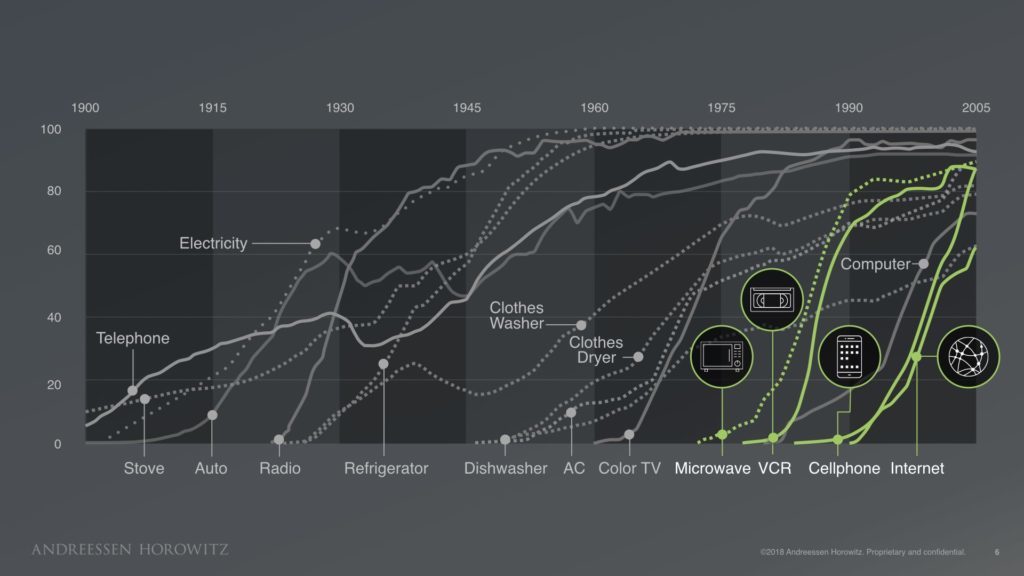 1900 1915 1930 1945 1960 1975 1990 2005
100
80
60
40
20
0
Electricity
Telephone
Clothes
Washer
Clothes
Dryer
Computer
Stove Auto Radio Refrigerator Dishwasher AC Color TV Microwave VCR Cellphone Internet
ANDREESSEN HOROWITZ
©2018 Andreessen Horowitz. Proprietary and confidential. 6